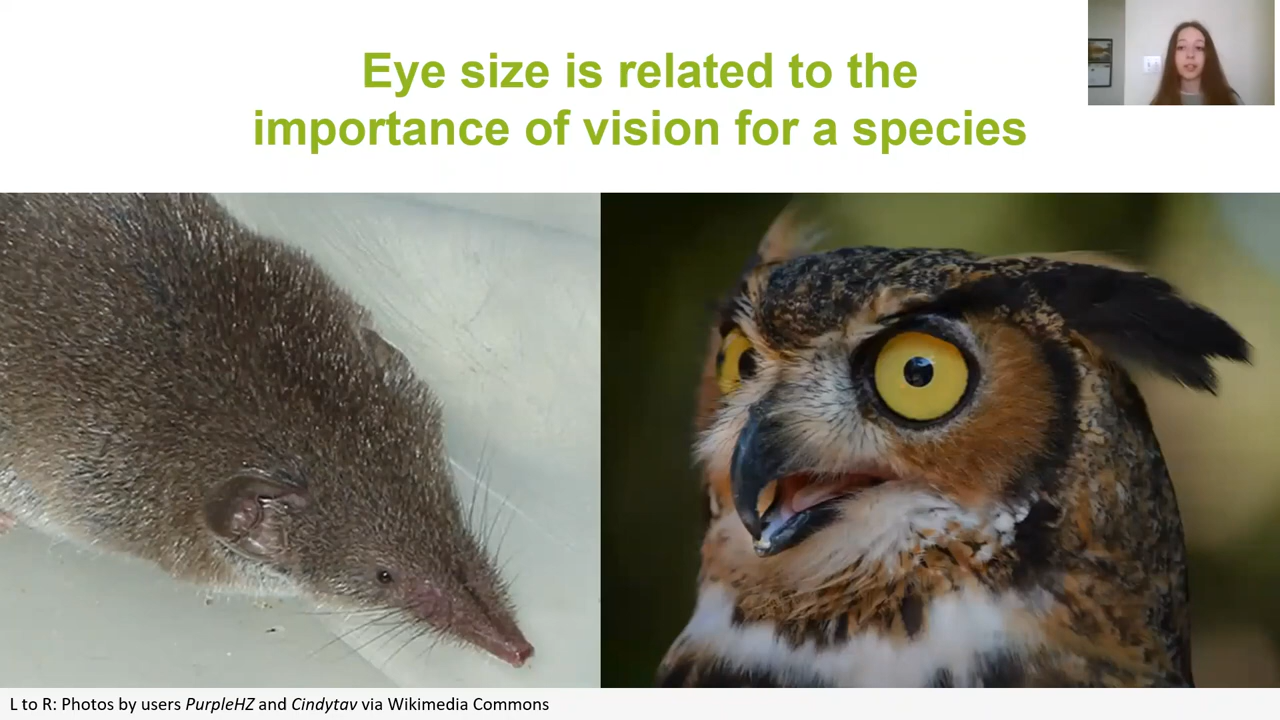 Eye size is related to the
importance of vision for a species
L to R: Photos by users PurpleHZ and Cindytav via Wikimedia Commons